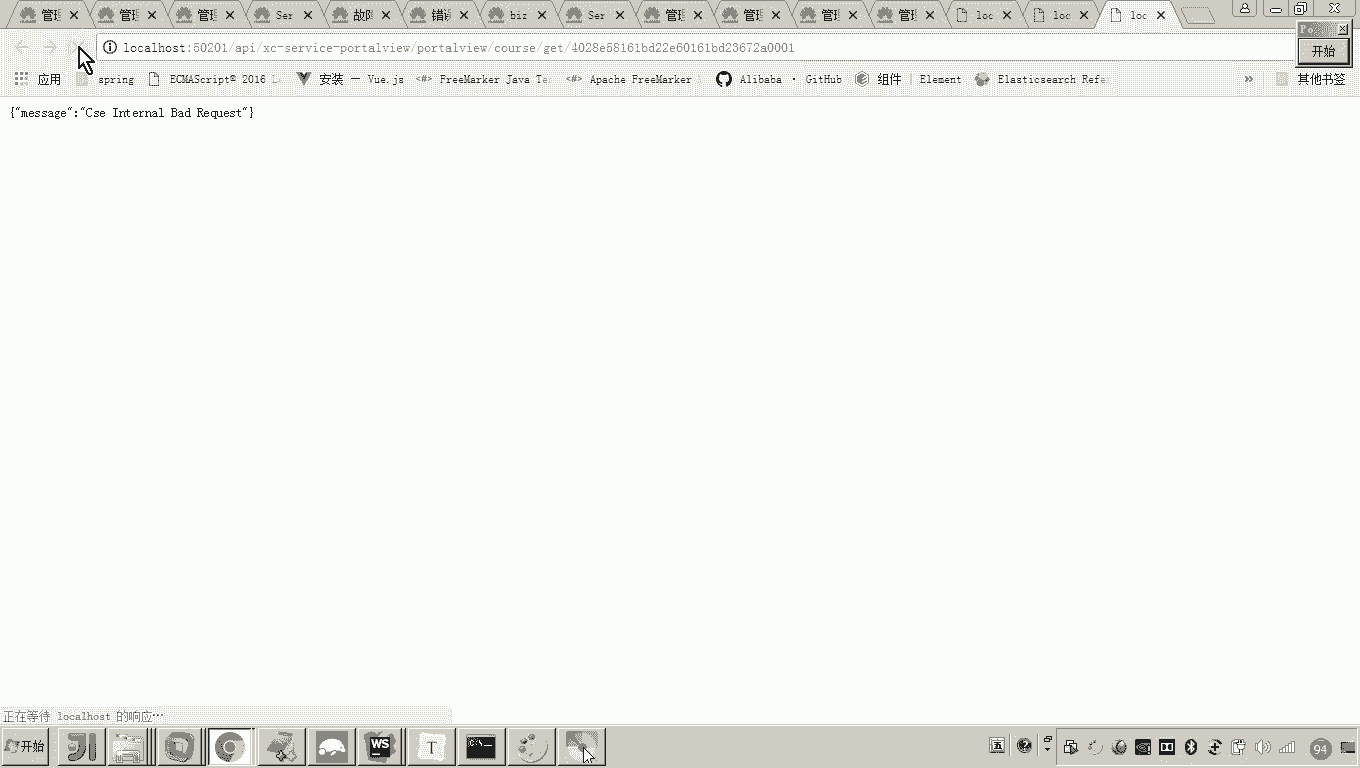 管理 管理 管理 Ser 故障 错误 biz Ser 管理 管理 管理 管理 loc loc loc
localhost:50201/api/xc-service-portalview/portalview/course/get/4028e58161bd22e60161bd23672a0001
开始
应用 spring ECMAScript® 2016 L 安装 — Vue.js FreeMarker Java Te Apache FreeMarker Alibaba · GitHub 组件 | Element Elasticsearch Refe » 其他书签
{"message":"Cse Internal Bad Request"}
正在等待 localhost 的响应…
开始 WS T C:\_ 五 94